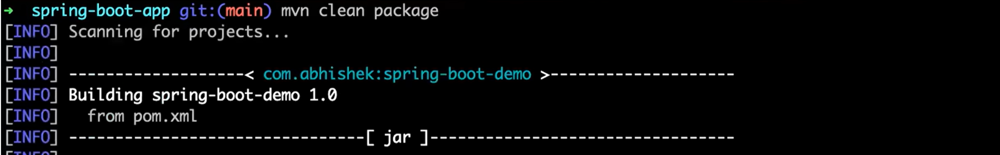 → spring-boot-app git:(main) mvn clean package
[INFO] Scanning for projects...
[INFO]
[INFO] -------------------< com.abhishek:spring-boot-demo >--------------------
[INFO] Building spring-boot-demo 1.0
[INFO]   from pom.xml
[INFO] --------------------------------[ jar ]---------------------------------
[INFO]